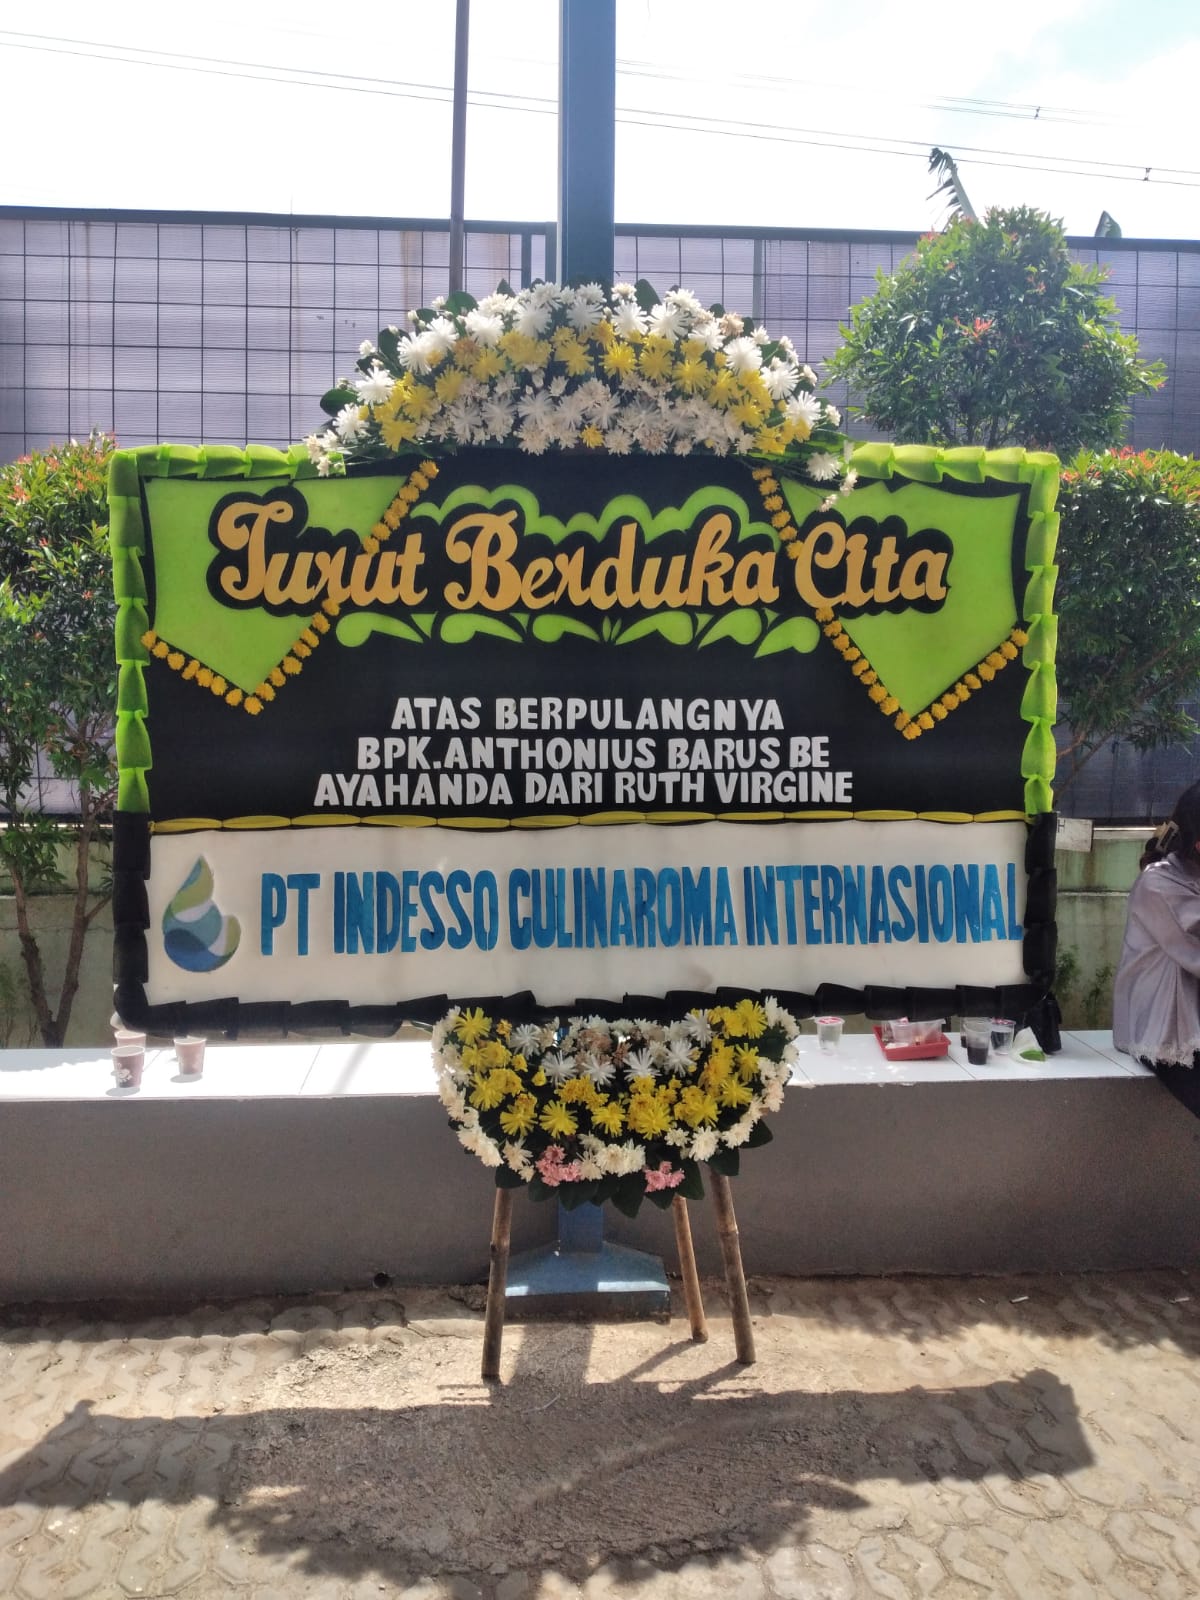 Turut Berduka Cita
ATAS BERPULANGNYA
BPK.ANTHONIUS BARUS BE
AYAHANDA DARI RUTH VIRGINE
PT INDESSO CULINAROMA INTERNASIONAL